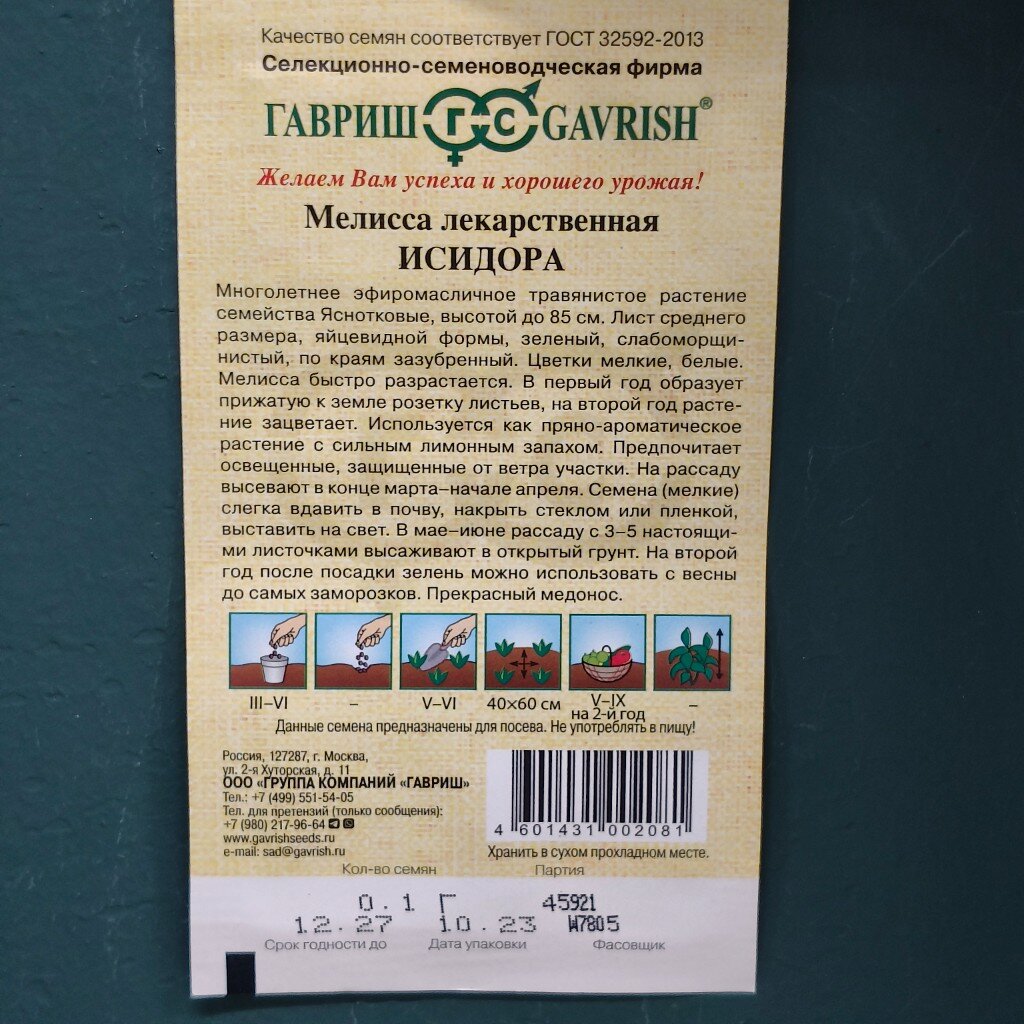 Качество семян соответствует ГОСТ 32592-2013
Селекционно-семеноводческая фирма
ГАВРИШ ГС GAVRISH®
Желаем Вам успеха и хорошего урожая!
Мелисса лекарственная
ИСИДОРА
Многолетнее эфиромасличное травянистое растение
семейства Яснотковые, высотой до 85 см. Лист среднего
размера, яйцевидной формы, зеленый, слабоморщи-
нистый, по краям зазубренный. Цветки мелкие, белые.
Мелисса быстро разрастается. В первый год образует
прижатую к земле розетку листьев, на второй год расте-
ние зацветает. Используется как пряно-ароматическое
растение с сильным лимонным запахом. Предпочитает
освещенные, защищенные от ветра участки. На рассаду
высевают в конце марта–начале апреля. Семена (мелкие)
слегка вдавить в почву, накрыть стеклом или пленкой,
выставить на свет. В мае–июне рассаду с 3–5 настоящи-
ми листочками высаживают в открытый грунт. На второй
год после посадки зелень можно использовать с весны
до самых заморозков. Прекрасный медонос.
III–VI – V–VI 40×60 см V–IX –
на 2-й год
Данные семена предназначены для посева. Не употреблять в пищу!
Россия, 127287, г. Москва,
ул. 2-я Хуторская, д. 11
ООО «ГРУППА КОМПАНИЙ «ГАВРИШ»
Тел.: +7 (499) 551-54-05
Тел. для претензий (только сообщения):
+7 (980) 217-96-64
www.gavrishseeds.ru
e-mail: sad@gavrish.ru
4 601431 002081
Хранить в сухом прохладном месте.
Кол-во семян Партия
0.1 Г 45921
12.27 10.23 W7805
Срок годности до Дата упаковки Фасовщик